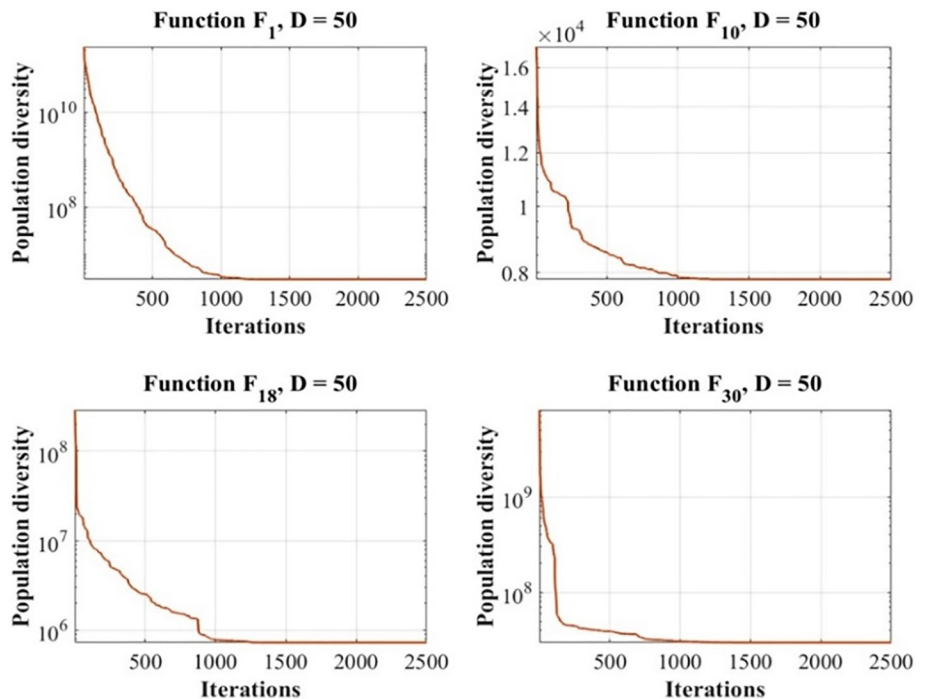 Function F1, D = 50
Population diversity
10^10
10^8
500 1000 1500 2000 2500
Iterations
Function F10, D = 50
×10^4
Population diversity
1.6
1.4
1.2
1
0.8
500 1000 1500 2000 2500
Iterations
Function F18, D = 50
Population diversity
10^8
10^7
10^6
500 1000 1500 2000 2500
Iterations
Function F30, D = 50
Population diversity
10^9
10^8
500 1000 1500 2000 2500
Iterations